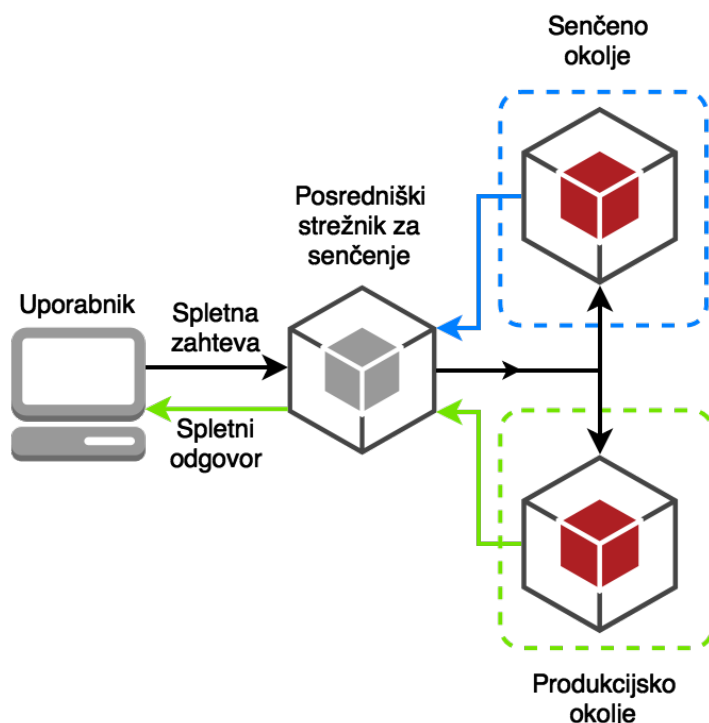 Senčeno
okolje
Posredniški
strežnik za
senčenje
Uporabnik
Spletna
zahteva
Spletni
odgovor
Produkcijsko
okolje